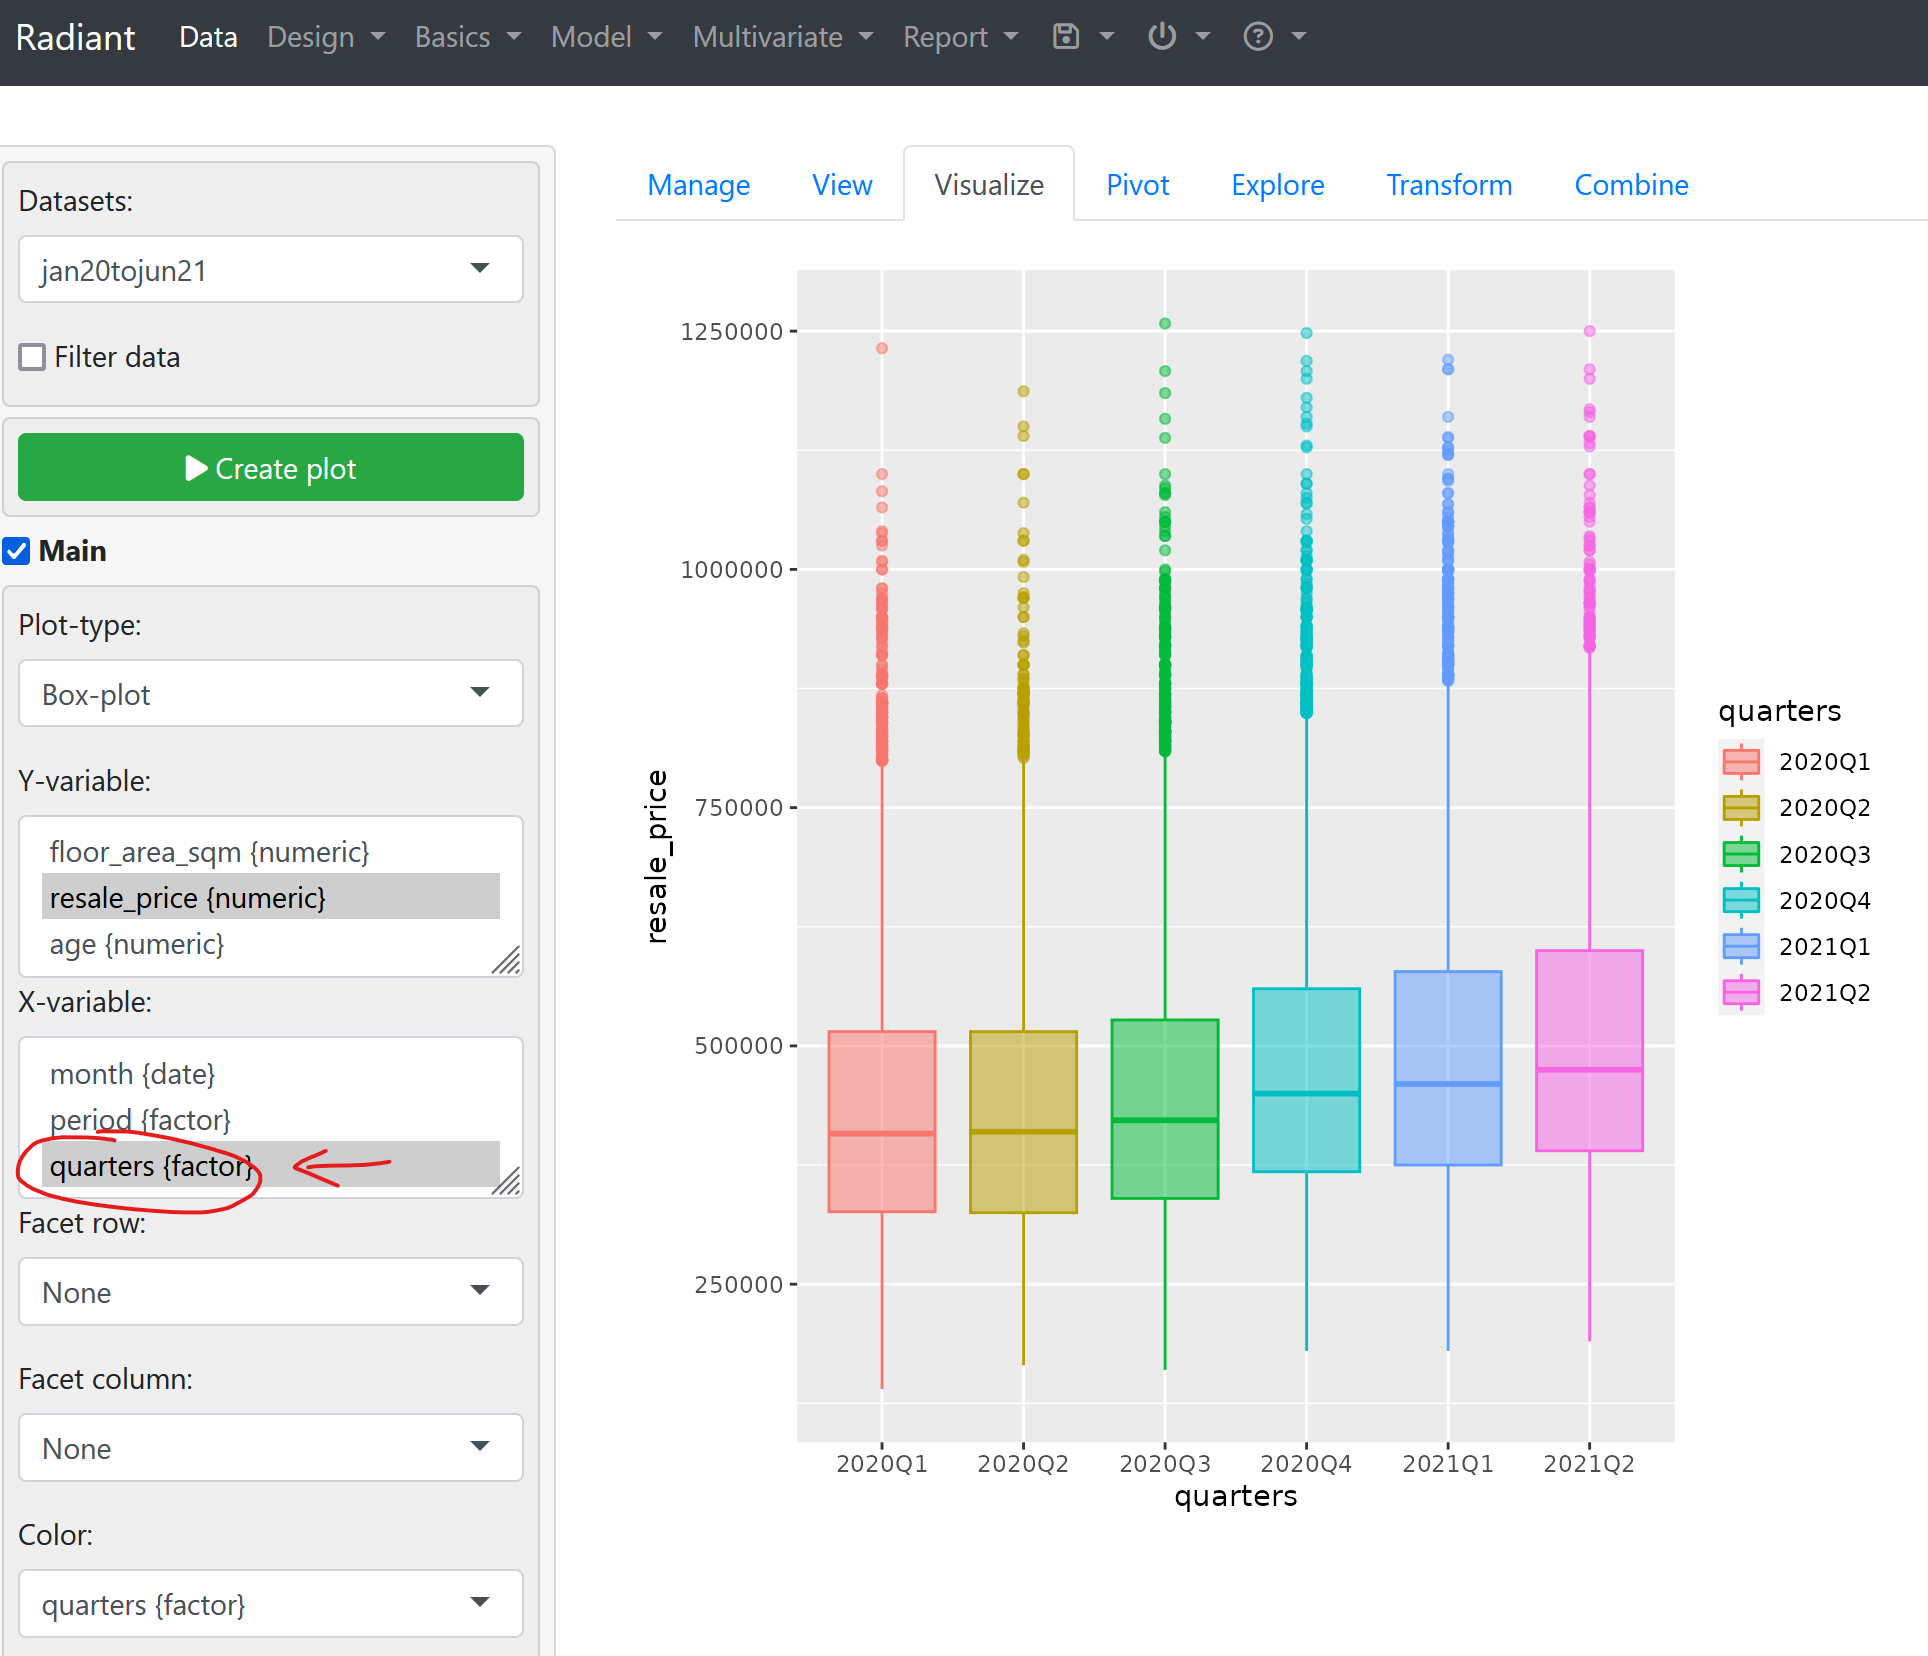 Radiant Data Design Basics Model Multivariate Report
Datasets:
jan20tojun21
Filter data
Create plot
Main
Plot-type:
Box-plot
Y-variable:
floor_area_sqm {numeric}
resale_price {numeric}
age {numeric}
X-variable:
month {date}
period {factor}
quarters {factor}
Facet row:
None
Facet column:
None
Color:
quarters {factor}
Manage View Visualize Pivot Explore Transform Combine
resale_price
1250000
1000000
750000
500000
250000
2020Q1 2020Q2 2020Q3 2020Q4 2021Q1 2021Q2
quarters
quarters
2020Q1
2020Q2
2020Q3
2020Q4
2021Q1
2021Q2